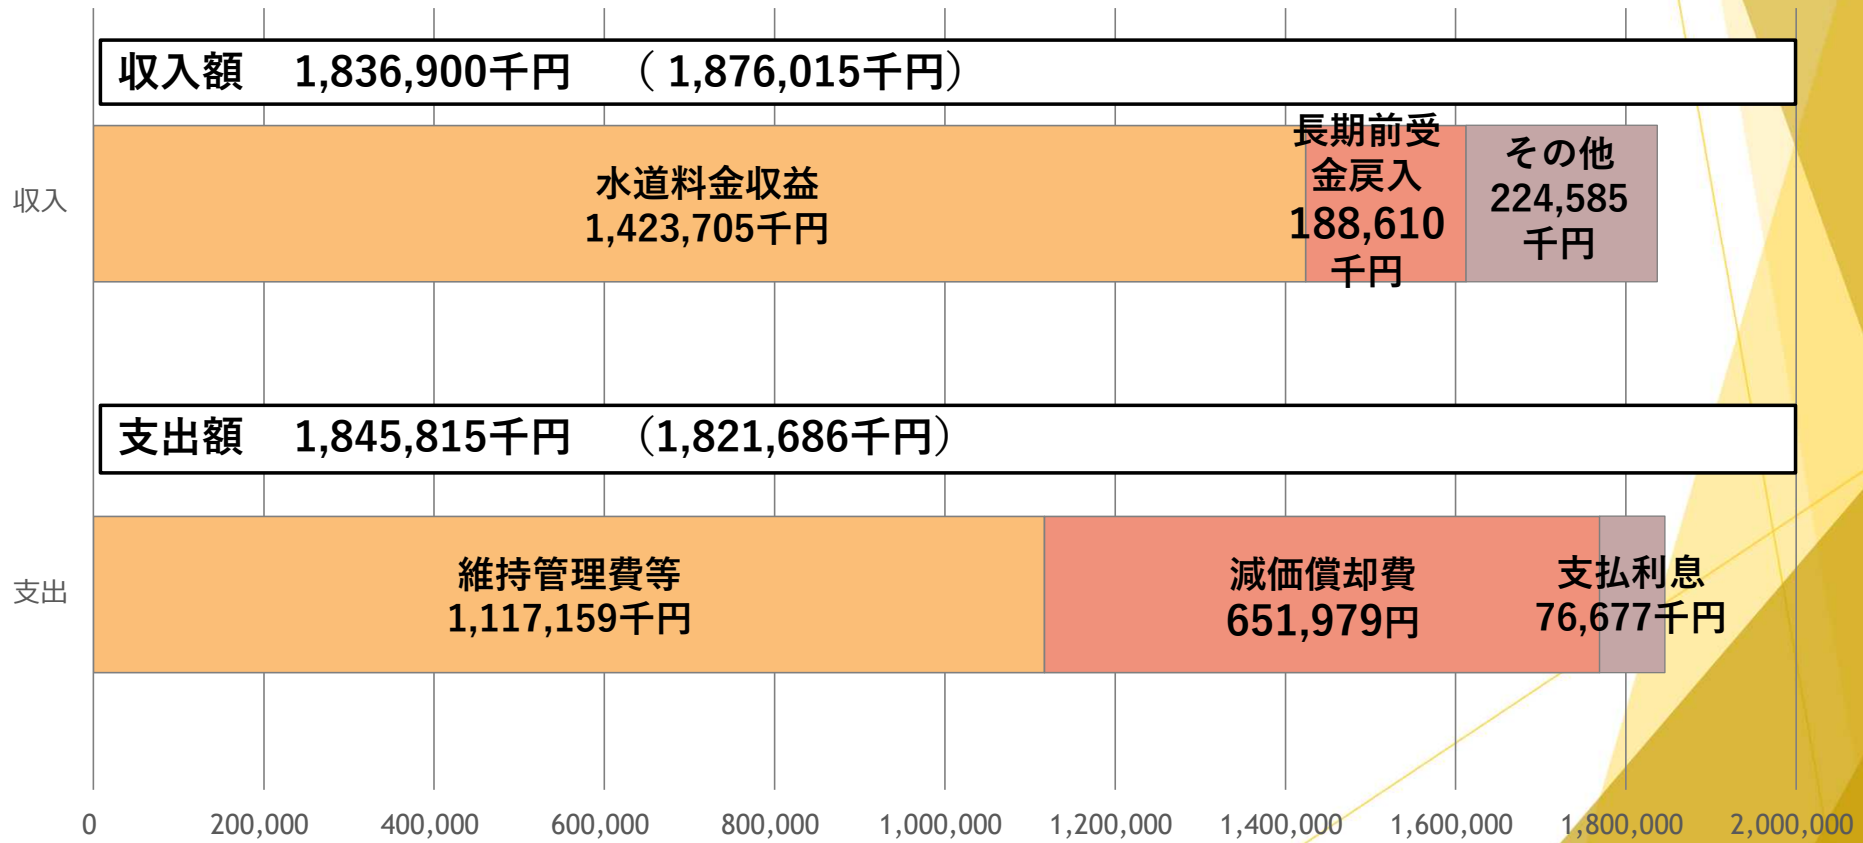 収入額　1,836,900千円　（ 1,876,015千円）
収入
水道料金収益
1,423,705千円
長期前受
金戻入
188,610
千円
その他
224,585
千円
支出額　1,845,815千円　（1,821,686千円）
支出
維持管理費等
1,117,159千円
減価償却費
651,979円
支払利息
76,677千円
0 200,000 400,000 600,000 800,000 1,000,000 1,200,000 1,400,000 1,600,000 1,800,000 2,000,000